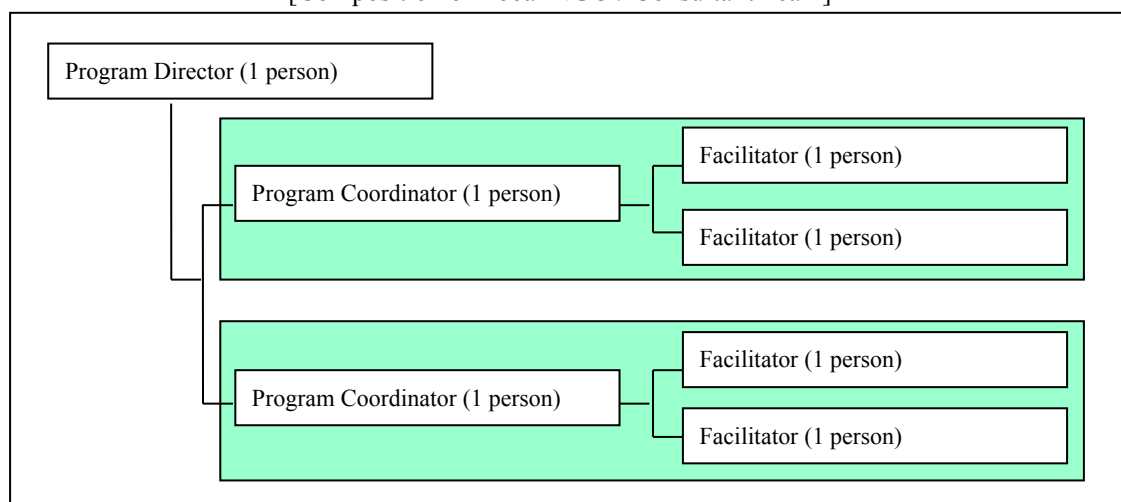 Program Director (1 person)
Facilitator (1 person)
Program Coordinator (1 person)
Facilitator (1 person)
Facilitator (1 person)
Program Coordinator (1 person)
Facilitator (1 person)